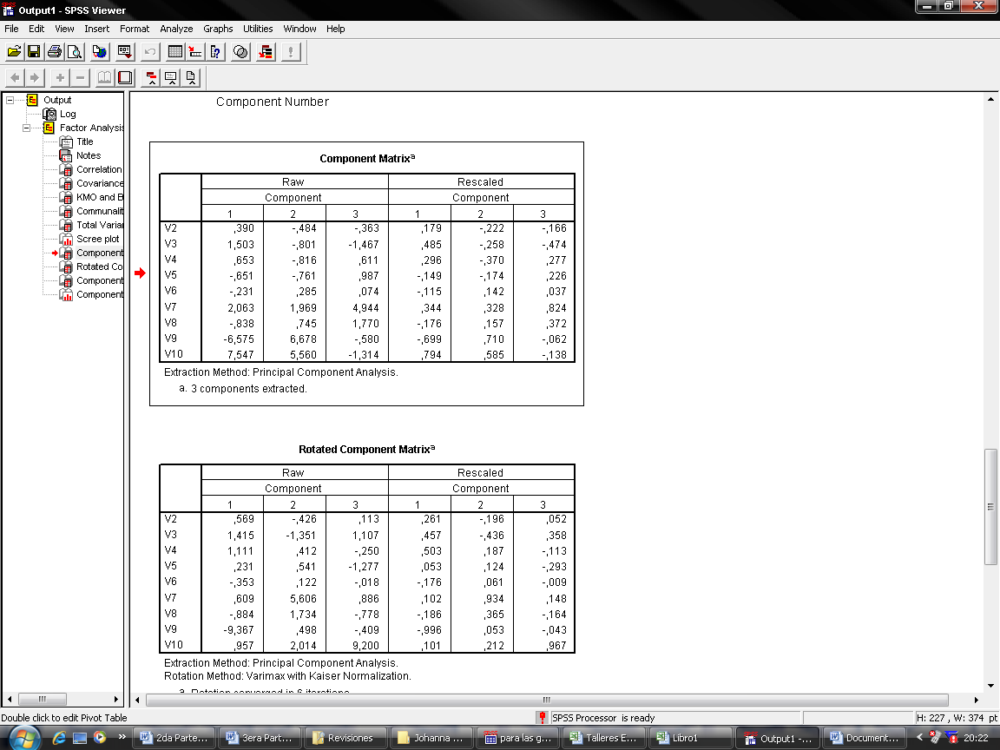 Output1 - SPSS Viewer
File Edit View Insert Format Analyze Graphs Utilities Window Help
Output
Log
Factor Analysis
Title
Notes
Correlation
Covariance
KMO and B
Communalit
Total Varia
Scree plot
Component
Rotated Co
Component
Component
Component Number
Component Matrixa
Raw Rescaled
Component Component
1 2 3 1 2 3
V2 ,390 -,484 -,363 ,179 -,222 -,166
V3 1,503 -,801 -1,467 ,485 -,258 -,474
V4 ,653 -,816 ,611 ,296 -,370 ,277
V5 -,651 -,761 ,987 -,149 -,174 ,226
V6 -,231 ,285 ,074 -,115 ,142 ,037
V7 2,063 1,969 4,944 ,344 ,328 ,824
V8 -,838 ,745 1,770 -,176 ,157 ,372
V9 -6,575 6,678 -,580 -,699 ,710 -,062
V10 7,547 5,560 -1,314 ,794 ,585 -,138
Extraction Method: Principal Component Analysis.
a. 3 components extracted.
Rotated Component Matrixa
Raw Rescaled
Component Component
1 2 3 1 2 3
V2 ,569 -,426 ,113 ,261 -,196 ,052
V3 1,415 -1,351 1,107 ,457 -,436 ,358
V4 1,111 ,412 -,250 ,503 ,187 -,113
V5 ,231 ,541 -1,277 ,053 ,124 -,293
V6 -,353 ,122 -,018 -,176 ,061 -,009
V7 ,609 5,606 ,886 ,102 ,934 ,148
V8 -,884 1,734 -,778 -,186 ,365 -,164
V9 -9,367 ,498 -,409 -,996 ,053 -,043
V10 ,957 2,014 9,200 ,101 ,212 ,967
Extraction Method: Principal Component Analysis.
Rotation Method: Varimax with Kaiser Normalization.
a. Rotation converged in 6 iterations.
Double click to edit Pivot Table SPSS Processor is ready H: 227 , W: 374 pt
2da Parte... 3era Part... Revisiones Johanna ... para las g... Talleres E... Libro1 Output1 -... Document... 20:22